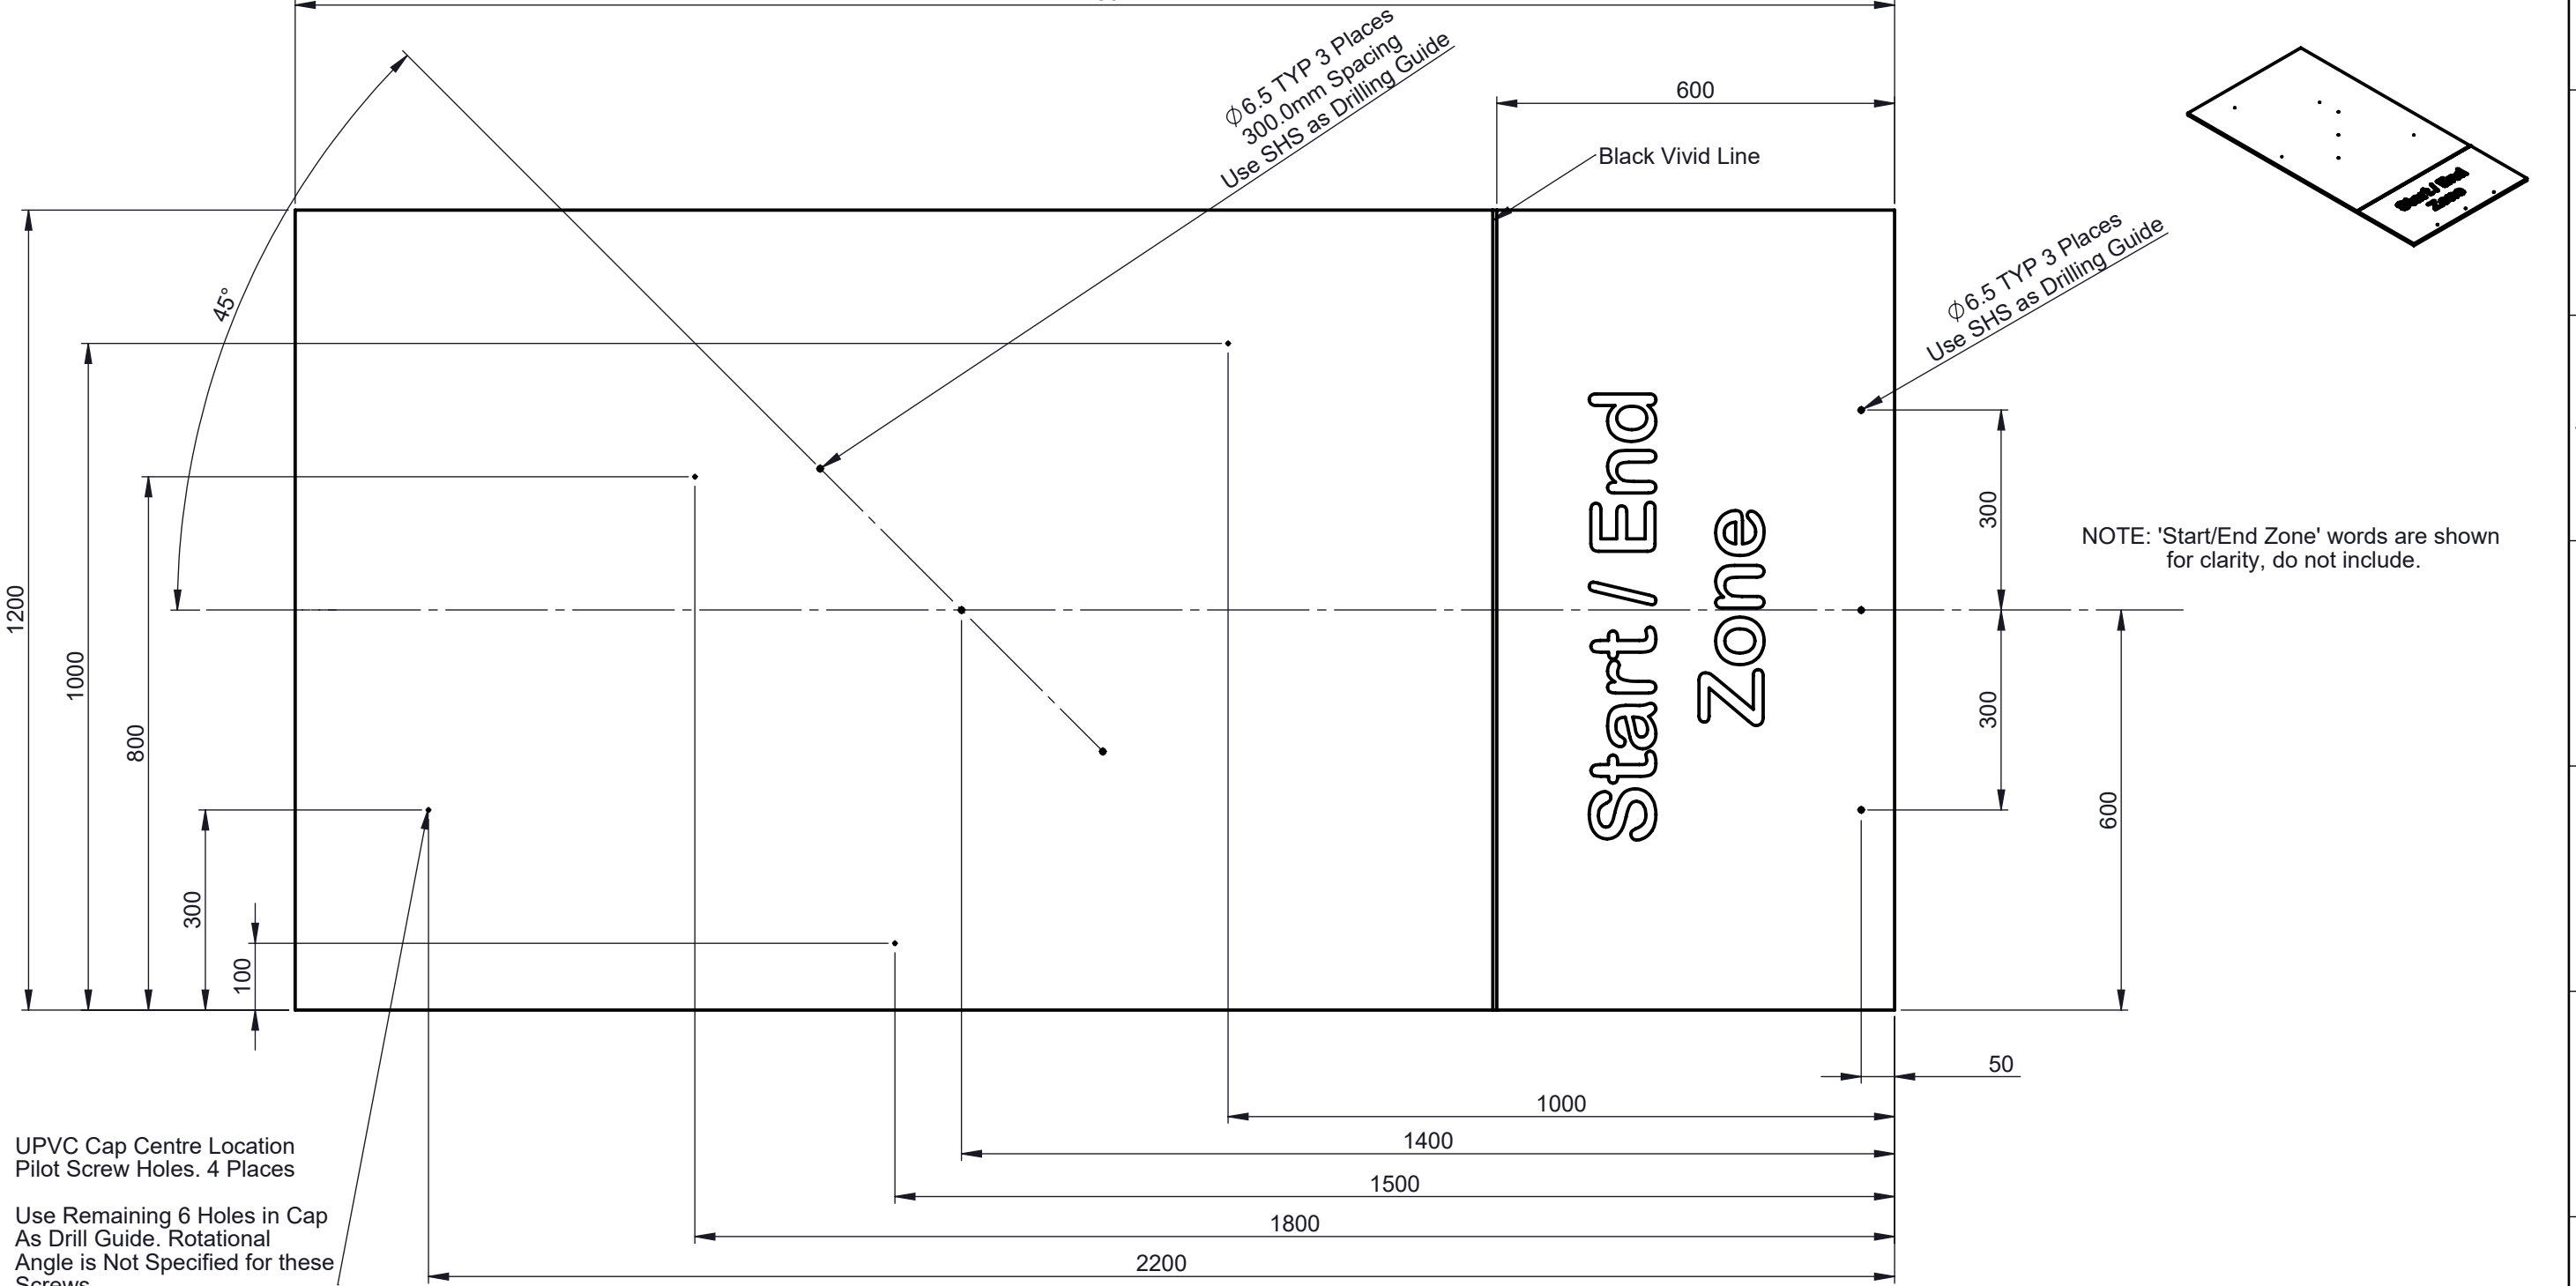 Ø6.5 TYP 3 Places
300.0mm Spacing
Use SHS as Drilling Guide
600
Black Vivid Line
45°
Ø6.5 TYP 3 Places
Use SHS as Drilling Guide
Start / End
Zone
Start / End
Zone
300
NOTE: 'Start/End Zone' words are shown
for clarity, do not include.
1200
1000
800
300
100
300
600
50
1000
1400
1500
1800
2200
UPVC Cap Centre Location
Pilot Screw Holes. 4 Places
Use Remaining 6 Holes in Cap
As Drill Guide. Rotational
Angle is Not Specified for these
Screws